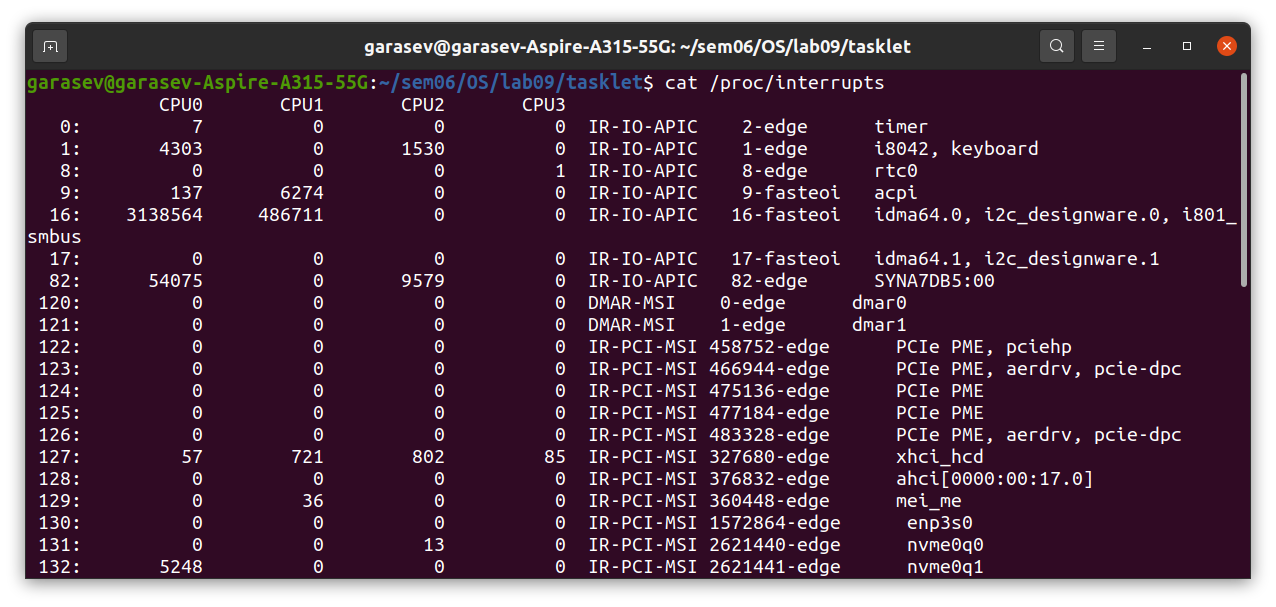 garasev@garasev-Aspire-A315-55G: ~/sem06/OS/lab09/tasklet
garasev@garasev-Aspire-A315-55G:~/sem06/OS/lab09/tasklet$ cat /proc/interrupts
            CPU0       CPU1       CPU2       CPU3
   0:          7          0          0          0  IR-IO-APIC    2-edge      timer
   1:       4303          0       1530          0  IR-IO-APIC    1-edge      i8042, keyboard
   8:          0          0          0          1  IR-IO-APIC    8-edge      rtc0
   9:        137       6274          0          0  IR-IO-APIC    9-fasteoi   acpi
  16:    3138564     486711          0          0  IR-IO-APIC   16-fasteoi   idma64.0, i2c_designware.0, i801_
smbus
  17:          0          0          0          0  IR-IO-APIC   17-fasteoi   idma64.1, i2c_designware.1
  82:      54075          0       9579          0  IR-IO-APIC   82-edge      SYNA7DB5:00
 120:          0          0          0          0  DMAR-MSI    0-edge      dmar0
 121:          0          0          0          0  DMAR-MSI    1-edge      dmar1
 122:          0          0          0          0  IR-PCI-MSI 458752-edge      PCIe PME, pciehp
 123:          0          0          0          0  IR-PCI-MSI 466944-edge      PCIe PME, aerdrv, pcie-dpc
 124:          0          0          0          0  IR-PCI-MSI 475136-edge      PCIe PME
 125:          0          0          0          0  IR-PCI-MSI 477184-edge      PCIe PME
 126:          0          0          0          0  IR-PCI-MSI 483328-edge      PCIe PME, aerdrv, pcie-dpc
 127:         57        721        802         85  IR-PCI-MSI 327680-edge      xhci_hcd
 128:          0          0          0          0  IR-PCI-MSI 376832-edge      ahci[0000:00:17.0]
 129:          0         36          0          0  IR-PCI-MSI 360448-edge      mei_me
 130:          0          0          0          0  IR-PCI-MSI 1572864-edge      enp3s0
 131:          0          0         13          0  IR-PCI-MSI 2621440-edge      nvme0q0
 132:       5248          0          0          0  IR-PCI-MSI 2621441-edge      nvme0q1